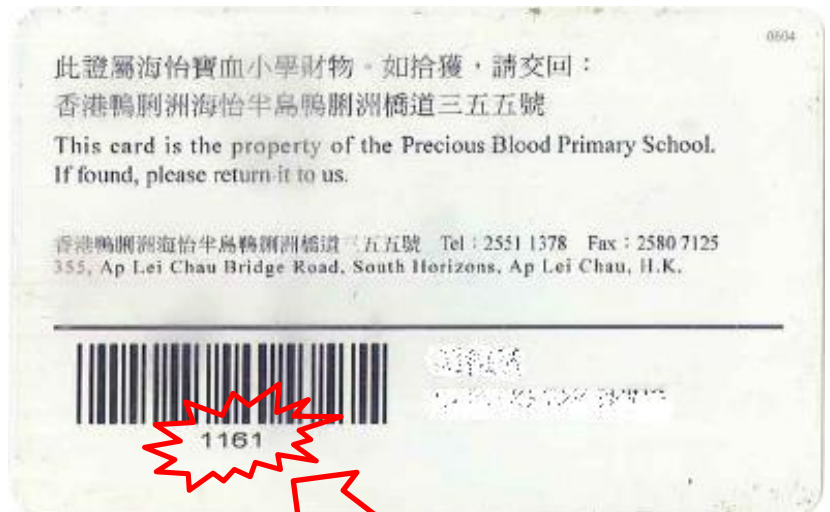 0604
此證屬海怡寶血小學財物。如拾獲，請交回：
香港鴨脷洲海怡半島鴨脷洲橋道三五五號
This card is the property of the Precious Blood Primary School.
If found, please return it to us.
香港鴨脷洲海怡半島鴨脷洲橋道三五五號 Tel：2551 1378 Fax：2580 7125
355, Ap Lei Chau Bridge Road, South Horizons, Ap Lei Chau, H.K.
1161